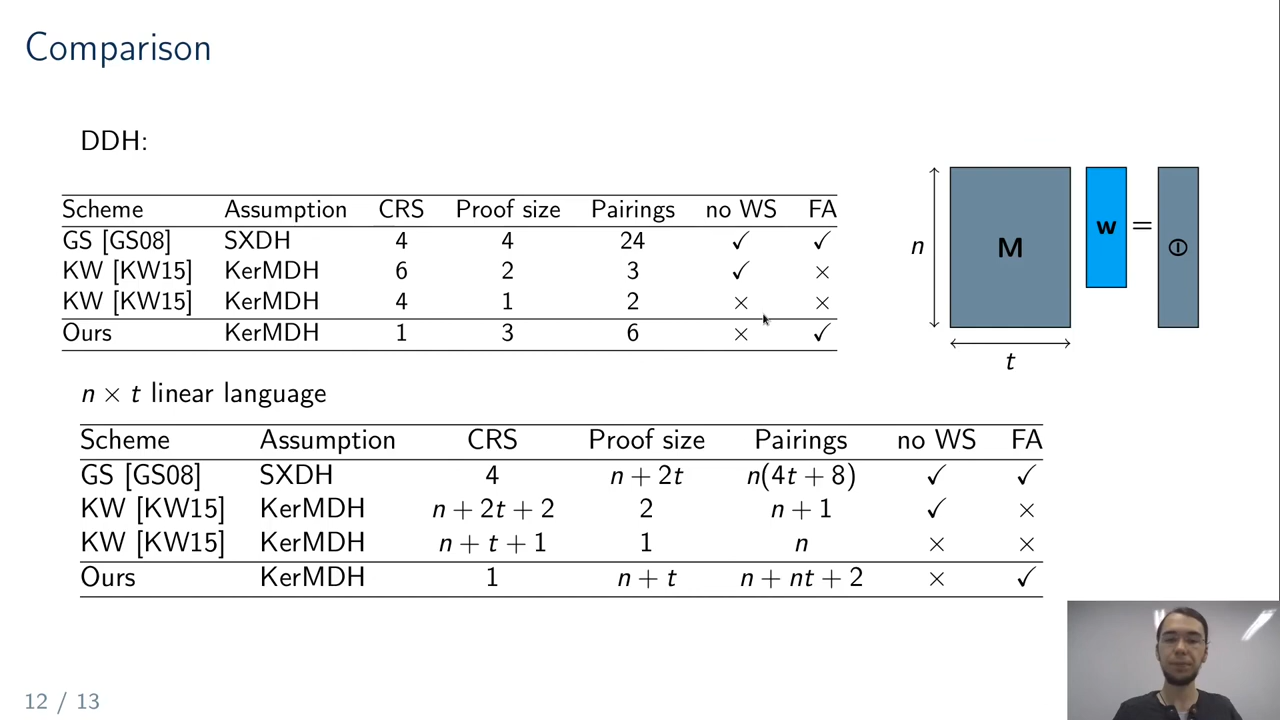 Comparison
DDH:
Scheme Assumption CRS Proof size Pairings no WS FA
GS [GS08] SXDH 4 4 24 ✓ ✓
KW [KW15] KerMDH 6 2 3 ✓ ×
KW [KW15] KerMDH 4 1 2 × ×
Ours KerMDH 1 3 6 × ✓
n
M
w
=
t
n × t linear language
Scheme Assumption CRS Proof size Pairings no WS FA
GS [GS08] SXDH 4 n + 2t n(4t + 8) ✓ ✓
KW [KW15] KerMDH n + 2t + 2 2 n + 1 ✓ ×
KW [KW15] KerMDH n + t + 1 1 n × ×
Ours KerMDH 1 n + t n + nt + 2 × ✓
12 / 13